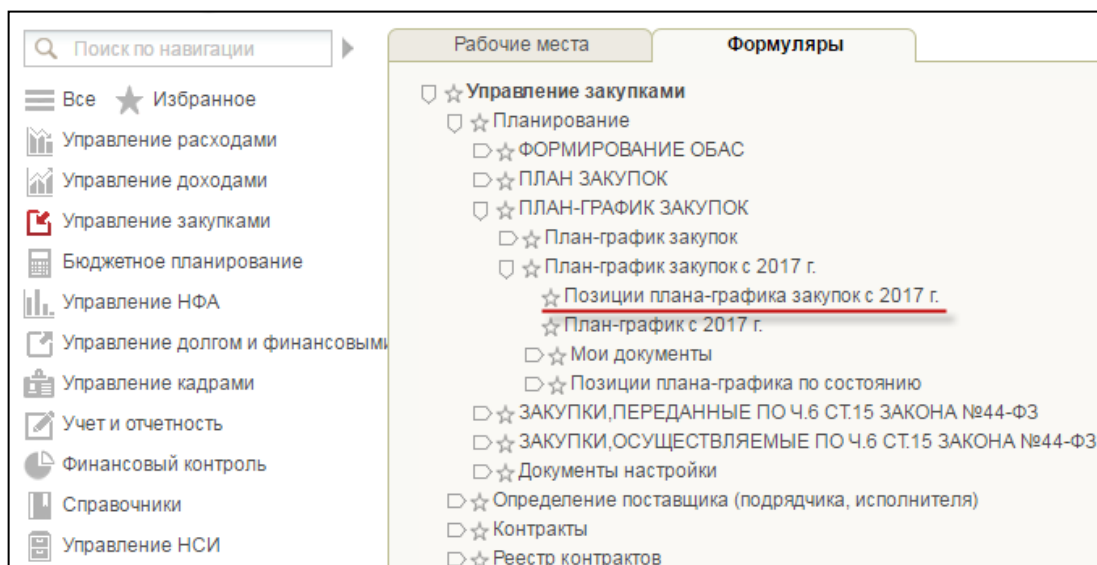 Поиск по навигации
Все Избранное
Управление расходами
Управление доходами
Управление закупками
Бюджетное планирование
Управление НФА
Управление долгом и финансовыми
Управление кадрами
Учет и отчетность
Финансовый контроль
Справочники
Управление НСИ
Рабочие места
Формуляры
Управление закупками
Планирование
ФОРМИРОВАНИЕ ОБАС
ПЛАН ЗАКУПОК
ПЛАН-ГРАФИК ЗАКУПОК
План-график закупок
План-график закупок с 2017 г.
Позиции плана-графика закупок с 2017 г.
План-график с 2017 г.
Мои документы
Позиции плана-графика по состоянию
ЗАКУПКИ,ПЕРЕДАННЫЕ ПО Ч.6 СТ.15 ЗАКОНА №44-ФЗ
ЗАКУПКИ,ОСУЩЕСТВЛЯЕМЫЕ ПО Ч.6 СТ.15 ЗАКОНА №44-ФЗ
Документы настройки
Определение поставщика (подрядчика, исполнителя)
Контракты
Реестр контрактов